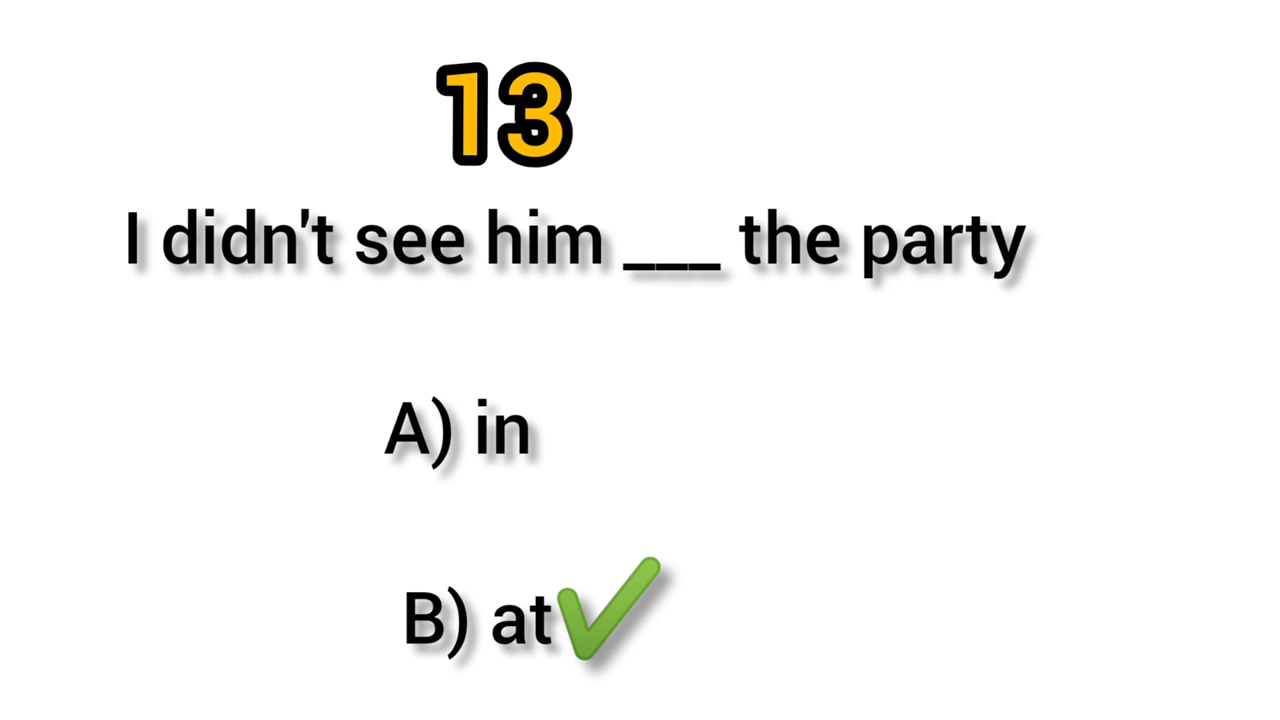 13
I didn't see him ___ the party
A) in
B) at✔